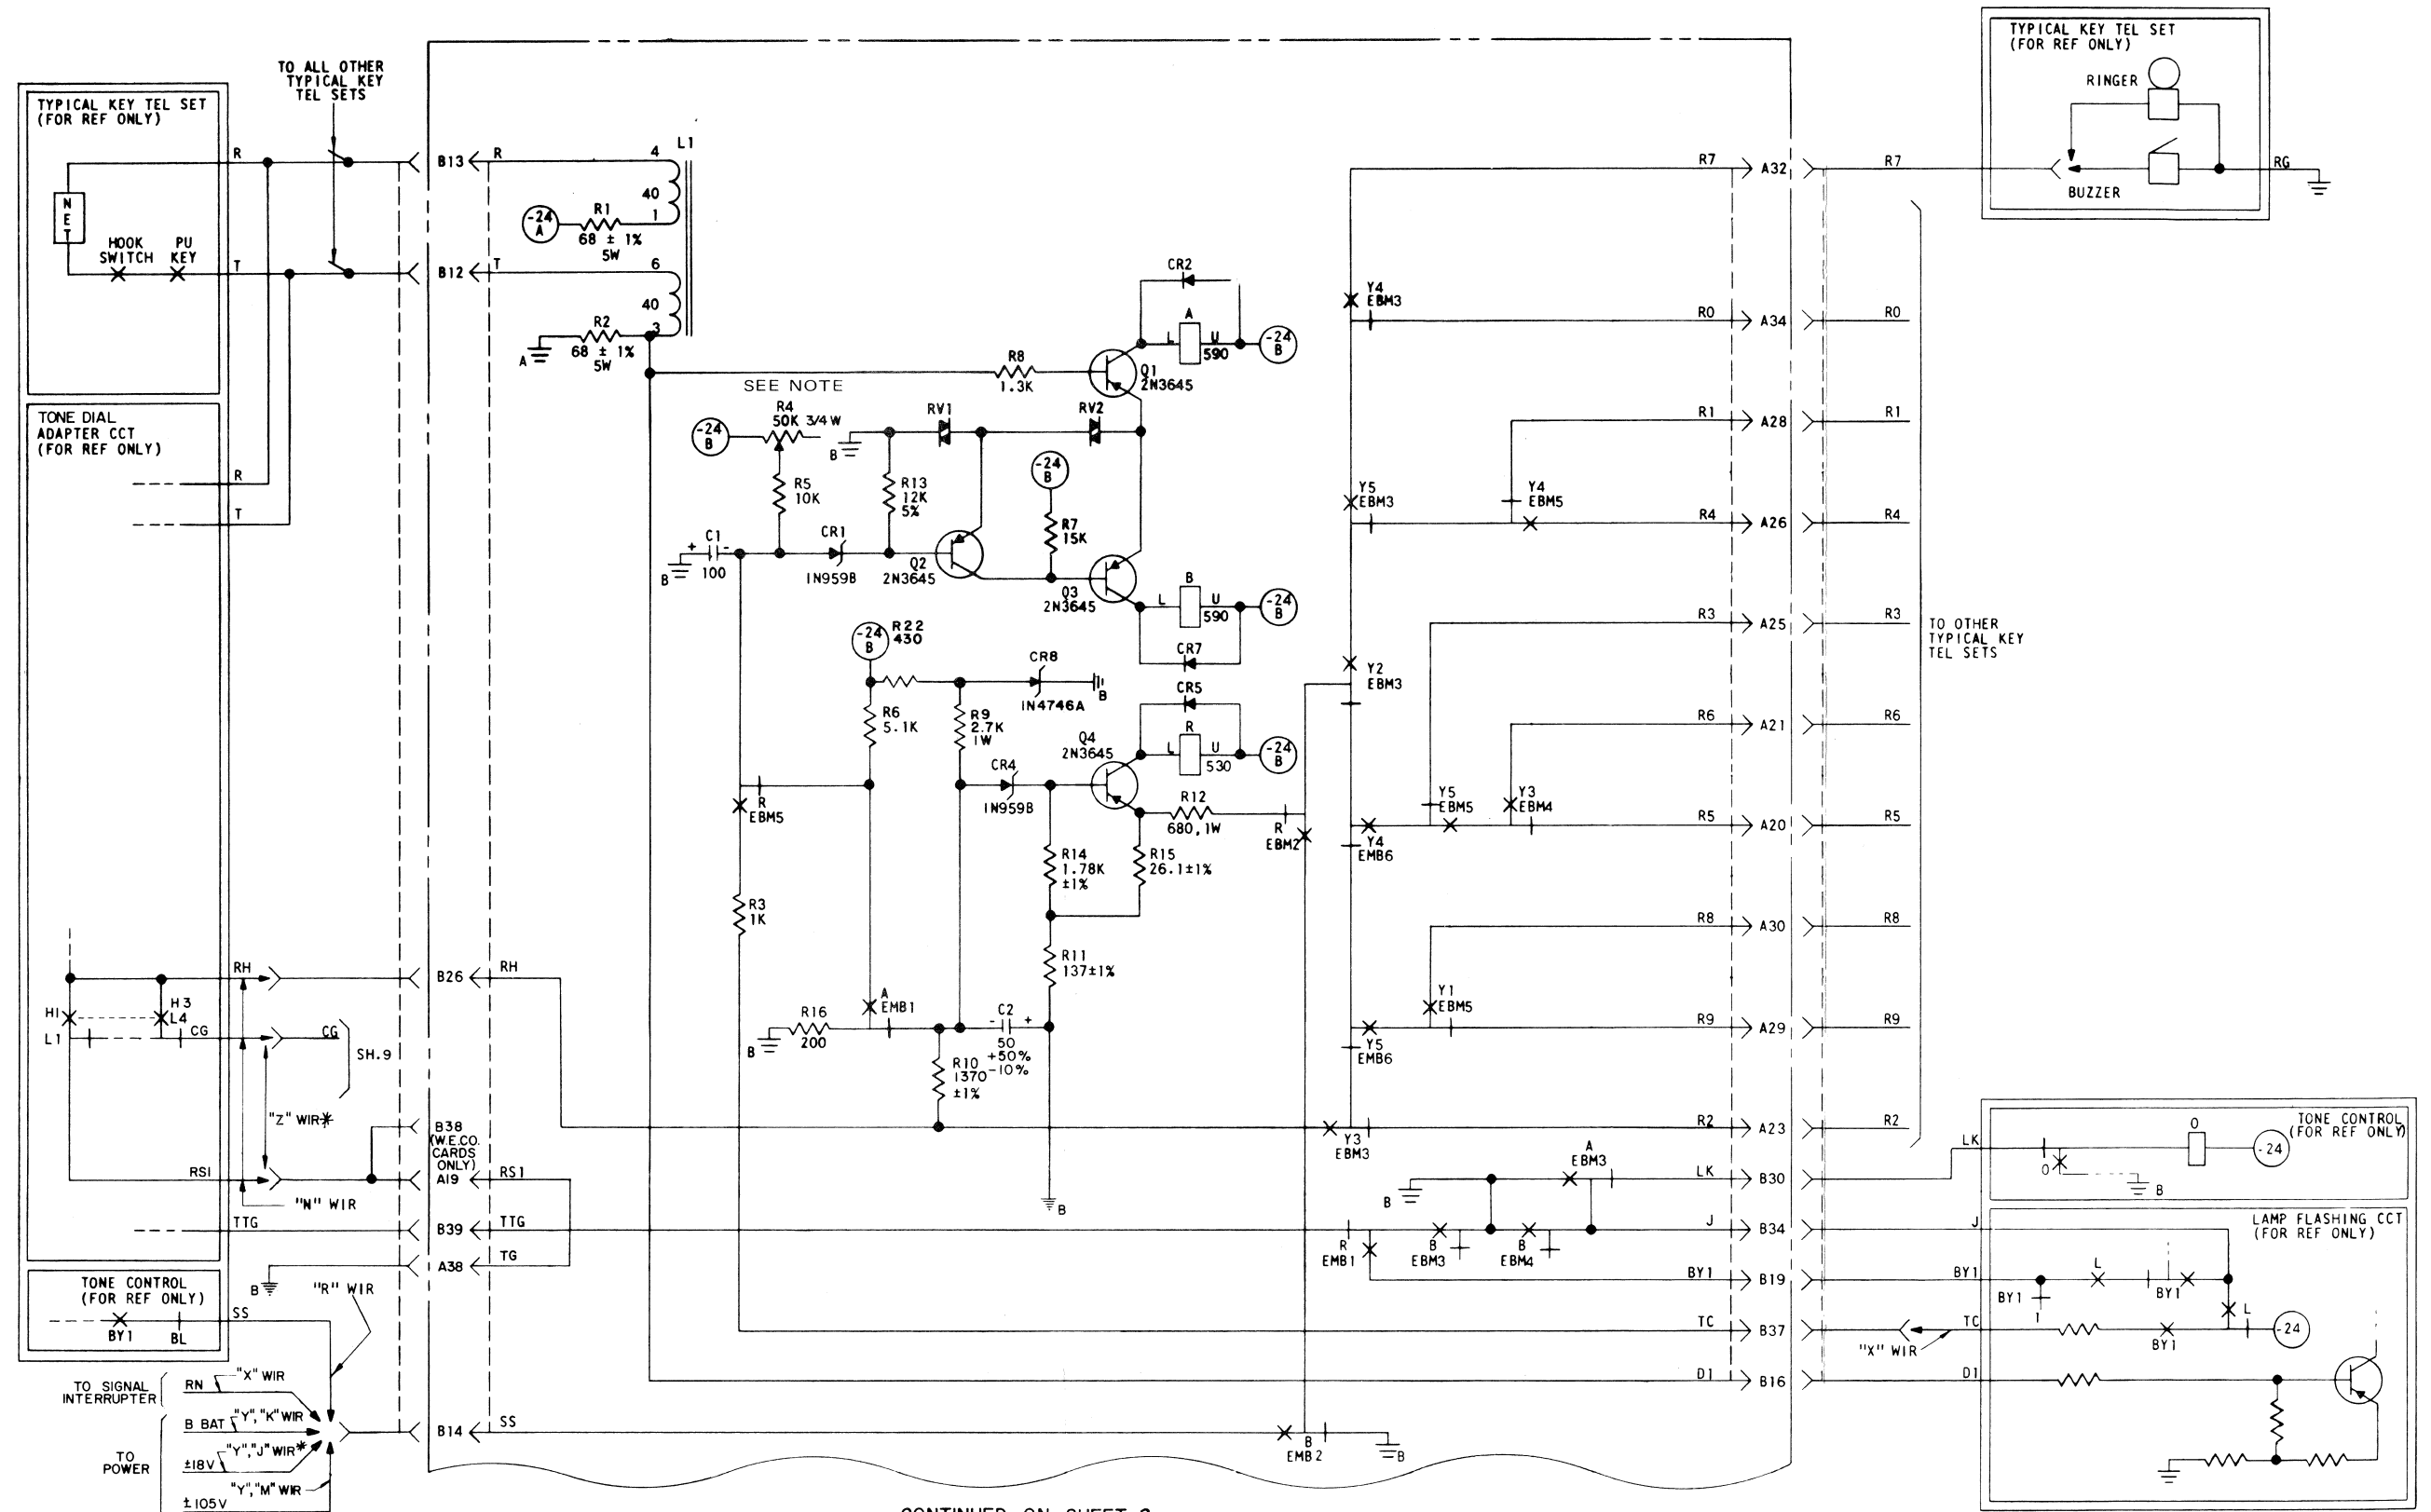 TYPICAL KEY TEL SET
(FOR REF ONLY)
NET
HOOK
SWITCH
PU
KEY
R
T
TO ALL OTHER
TYPICAL KEY
TEL SETS
TONE DIAL
ADAPTER CCT
(FOR REF ONLY)
R
T
RH
H1
H3
L4
L1
CG
CG
SH.9
"Z" WIR*
RS1
"N" WIR
TTG
B
TONE CONTROL
(FOR REF ONLY)
BY1
BL
SS
"R" WIR
TO SIGNAL
INTERRUPTER
RN
"X" WIR
TO
POWER
B BAT
"Y","K" WIR
±18V
"Y","J" WIR*
±105V
"Y","M" WIR
B13
R
B12
T
B26
RH
B38
(W.E.CO.
CARDS
ONLY)
A19
RS1
B39
TTG
A38
TG
B14
SS
L1
4
40
1
-24
A
R1
68 ± 1%
5W
6
40
3
A
R2
68 ± 1%
5W
SEE NOTE
R4
50K 3/4W
-24
B
R5
10K
B
R13
12K
5%
RV1
RV2
R8
1.3K
Q1
2N3645
CR2
A
L
U
590
-24
B
C1
+
-
100
B
CR1
1N959B
Q2
2N3645
-24
B
R7
15K
Q3
2N3645
B
L
U
590
-24
B
CR7
-24
B
R22
430
CR8
1N4746A
B
R6
5.1K
R9
2.7K
1W
R
EBM5
CR4
1N959B
Q4
2N3645
CR5
R
L
U
530
-24
B
R12
680,1W
R
EBM2
R14
1.78K
±1%
R15
26.1±1%
R3
1K
R11
137±1%
A
EMB1
R16
200
B
C2
-
+
50
+50%
-10%
R10
1370
±1%
B
Y4
EBM3
Y5
EBM3
Y4
EBM5
Y2
EBM3
Y5
EBM5
Y3
EBM4
Y4
EMB6
Y1
EBM5
Y5
EMB6
Y3
EBM3
A
EBM3
B
R
EMB1
B
EBM3
B
EBM4
B
EMB2
B
R7
A32
R7
R0
A34
R0
R1
A28
R1
R4
A26
R4
R3
A25
R3
R6
A21
R6
R5
A20
R5
R8
A30
R8
R9
A29
R9
R2
A23
R2
LK
B30
LK
J
B34
J
BY1
B19
BY1
TC
B37
TC
"X" WIR
D1
B16
D1
TO OTHER
TYPICAL KEY
TEL SETS
TYPICAL KEY TEL SET
(FOR REF ONLY)
RINGER
BUZZER
RG
TONE CONTROL
(FOR REF ONLY)
O
O
-24
B
LAMP FLASHING CCT
(FOR REF ONLY)
BY1
L
BY1
L
BY1
-24